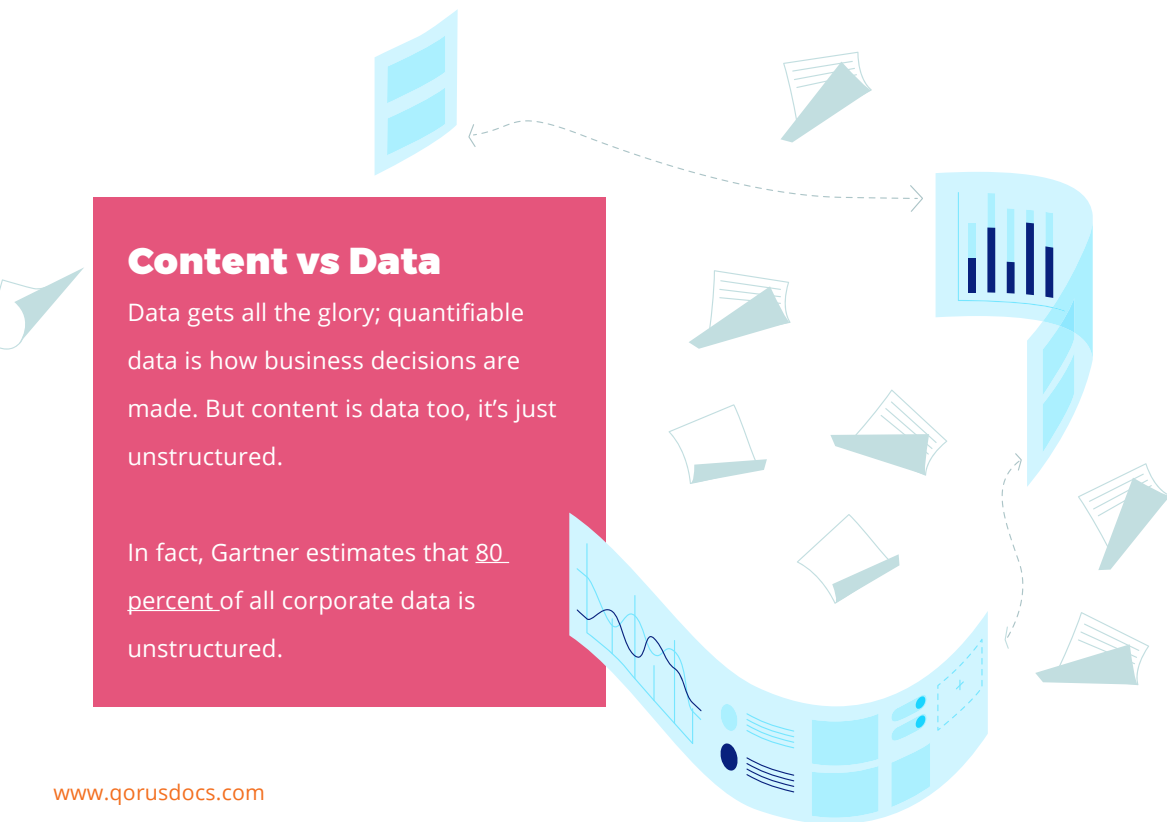 Content vs Data
Data gets all the glory; quantifiable
data is how business decisions are
made. But content is data too, it’s just
unstructured.
In fact, Gartner estimates that 80
percent of all corporate data is
unstructured.
www.qorusdocs.com